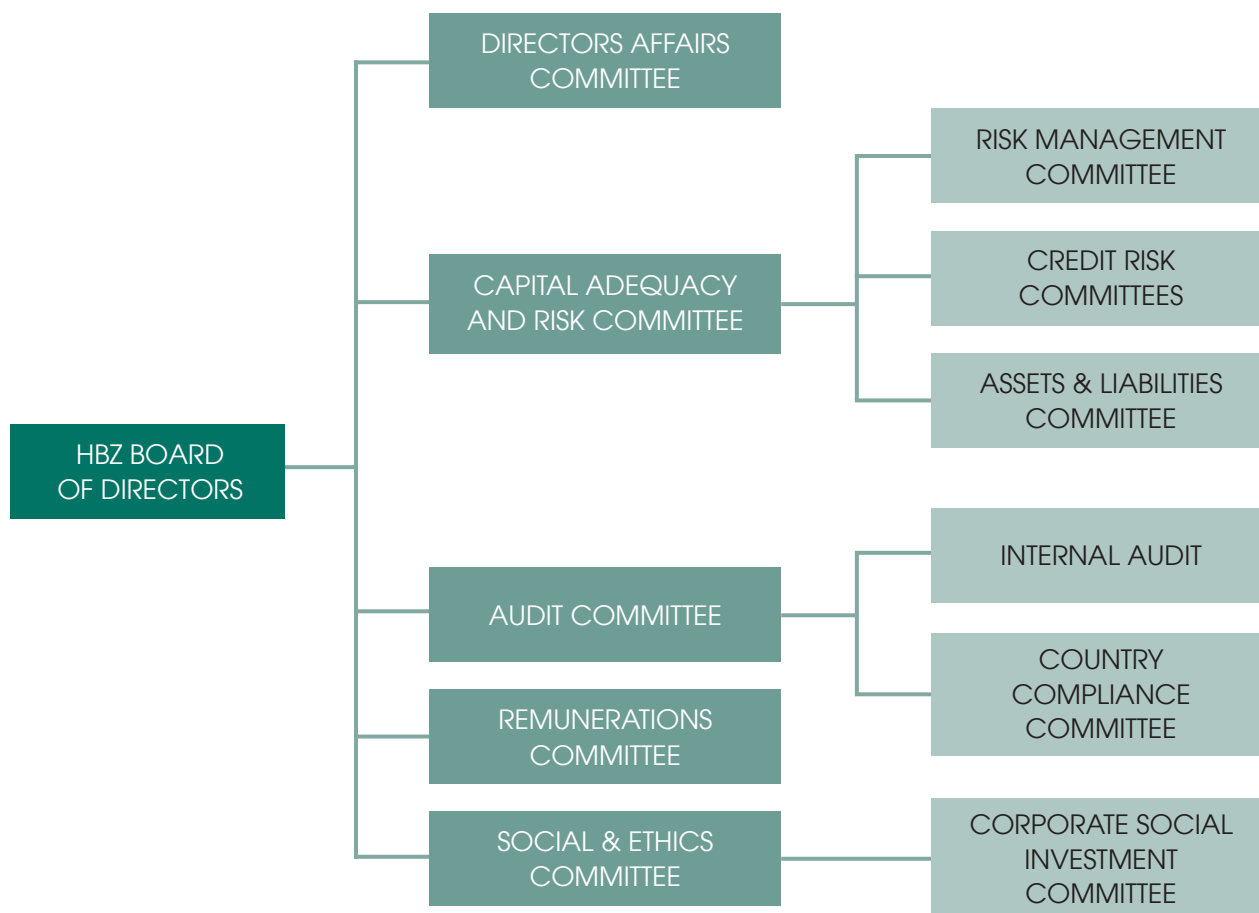 DIRECTORS AFFAIRS
COMMITTEE
RISK MANAGEMENT
COMMITTEE
CAPITAL ADEQUACY
AND RISK COMMITTEE
CREDIT RISK
COMMITTEES
ASSETS & LIABILITIES
COMMITTEE
HBZ BOARD
OF DIRECTORS
INTERNAL AUDIT
AUDIT COMMITTEE
COUNTRY
COMPLIANCE
COMMITTEE
REMUNERATIONS
COMMITTEE
SOCIAL & ETHICS
COMMITTEE
CORPORATE SOCIAL
INVESTMENT
COMMITTEE